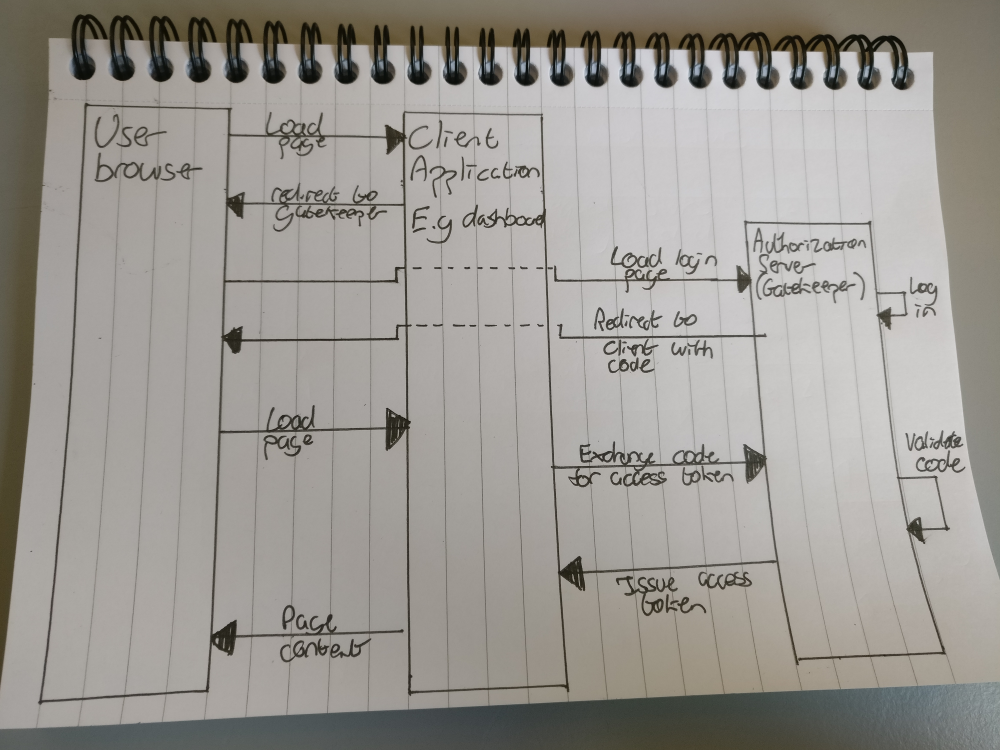 User
browser
Load
page
Client
Application
E.g dashboard
redirect to
Gatekeeper
Authorization
Server
(Gatekeeper)
Load login
page
Log
in
Redirect to
Client with
code
Load
page
Exchange code
for access token
Validate
code
Issue access
token
Page
content